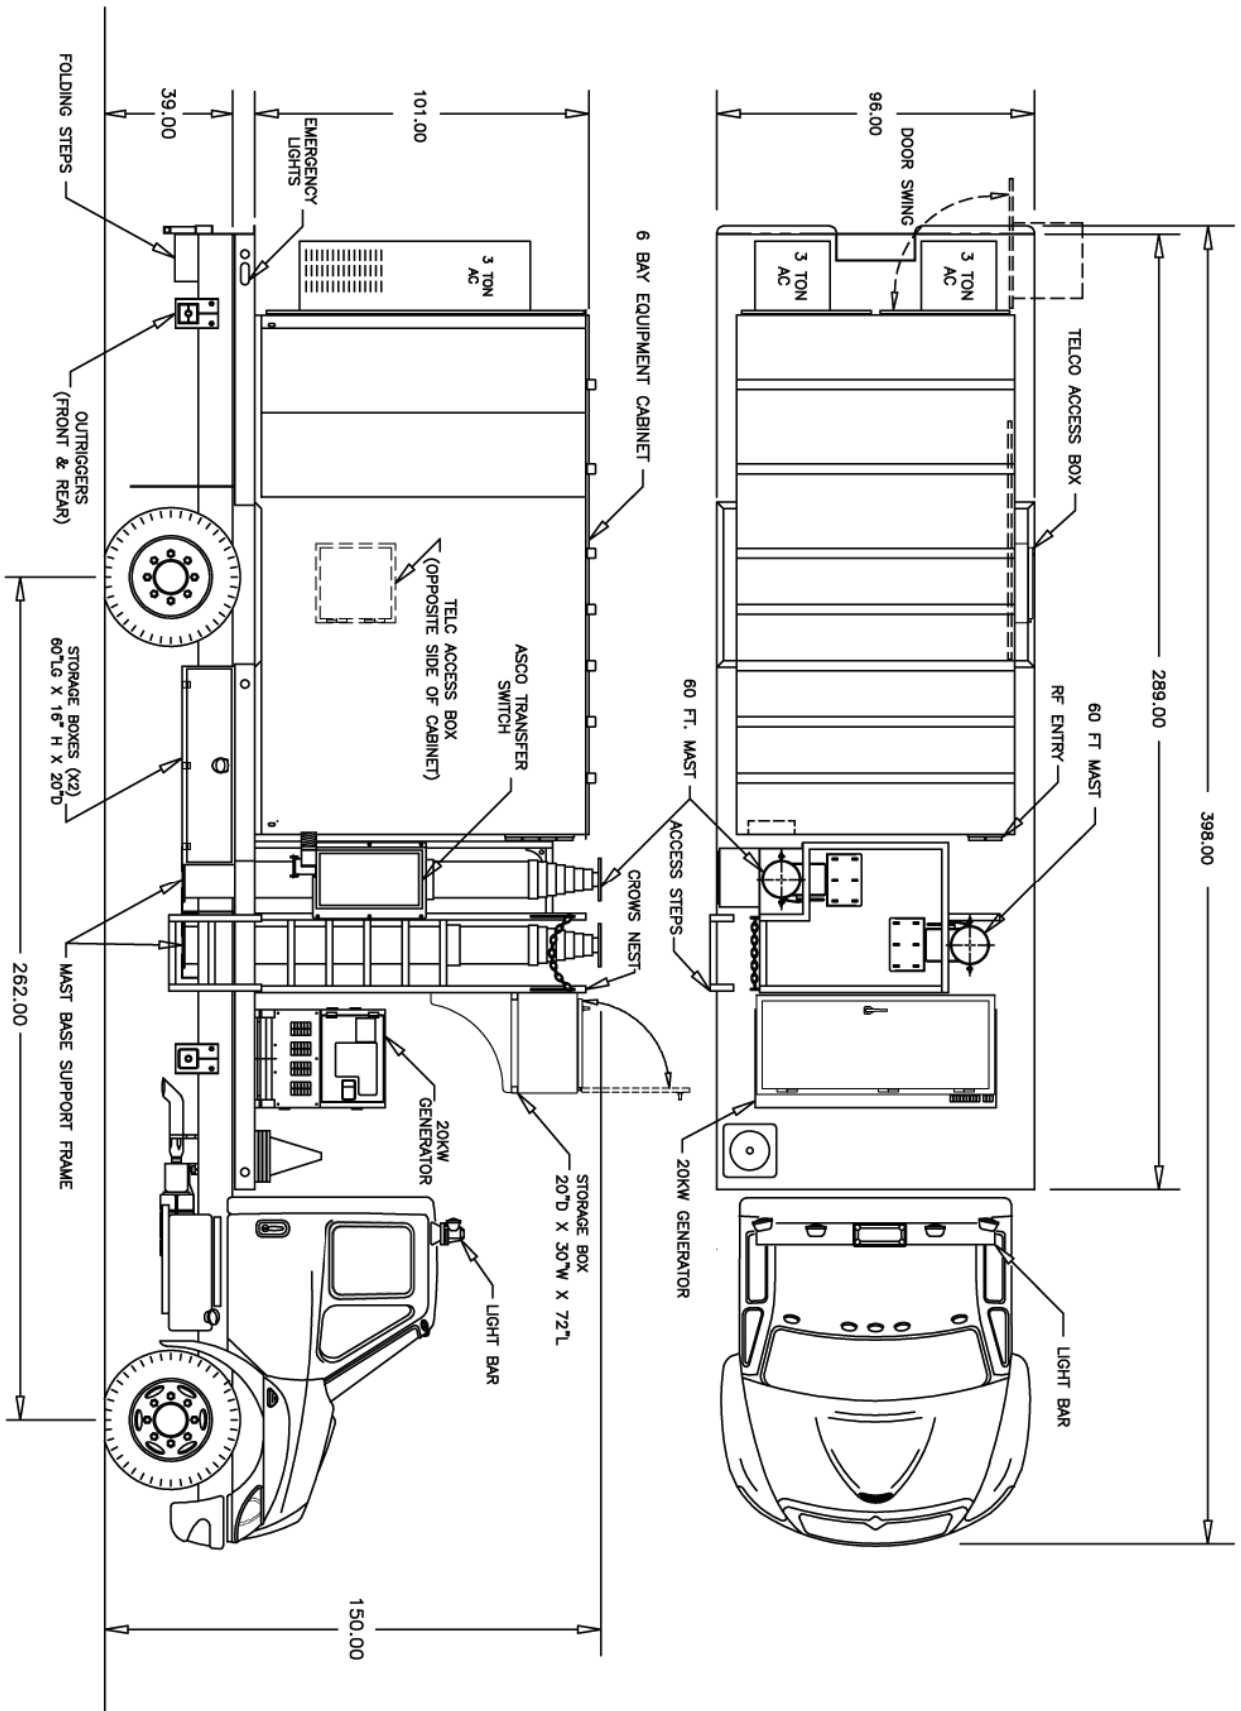 398.00
289.00
96.00
DOOR SWING
3 TON
AC
3 TON
AC
TELCO ACCESS BOX
RF ENTRY
60 FT MAST
60 FT. MAST
ACCESS STEPS
CROWS NEST
20KW GENERATOR
LIGHT BAR
6 BAY EQUIPMENT CABINET
101.00
39.00
EMERGENCY
LIGHTS
FOLDING STEPS
3 TON
AC
OUTRIGGERS
(FRONT & REAR)
TELC ACCESS BOX
(OPPOSITE SIDE OF CABINET)
ASCO TRANSFER
SWITCH
STORAGE BOXES (X2)
60"LG X 16" H X 20"D
MAST BASE SUPPORT FRAME
20KW
GENERATOR
STORAGE BOX
20"D X 30"W X 72"L
LIGHT BAR
150.00
262.00